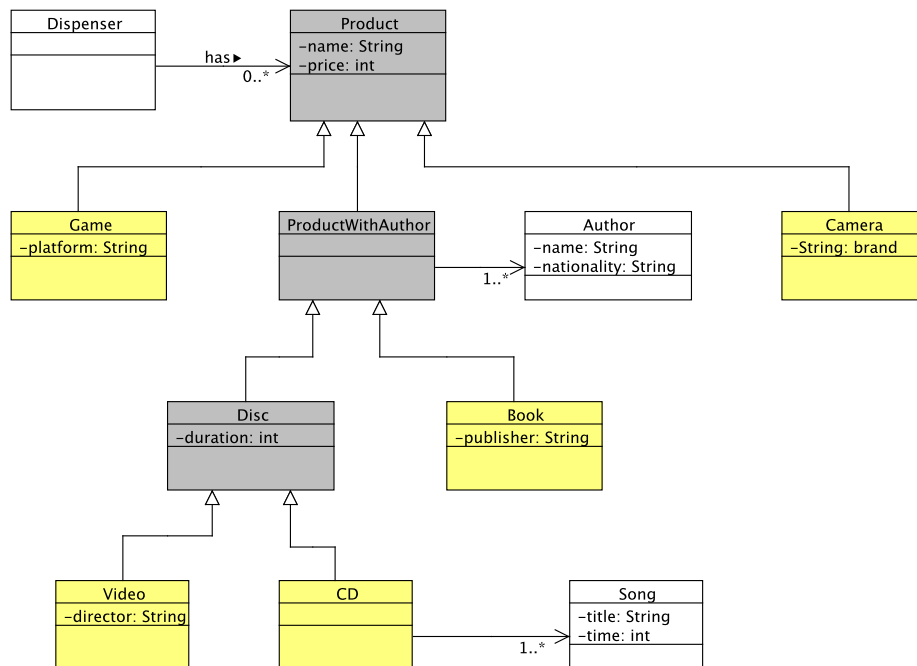 Dispenser
Product
-name: String
-price: int
has▶
0..*
Game
-platform: String
ProductWithAuthor
Author
-name: String
-nationality: String
1..*
Camera
-String: brand
Disc
-duration: int
Book
-publisher: String
Video
-director: String
CD
Song
-title: String
-time: int
1..*